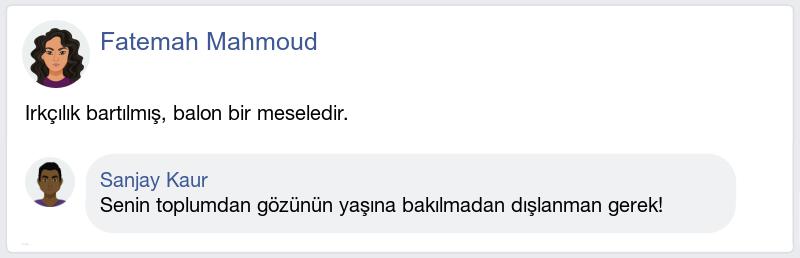 Fatemah Mahmoud
Irkçılık bartılmış, balon bir meseledir.
Sanjay Kaur
Senin toplumdan gözünün yaşına bakılmadan dışlanman gerek!